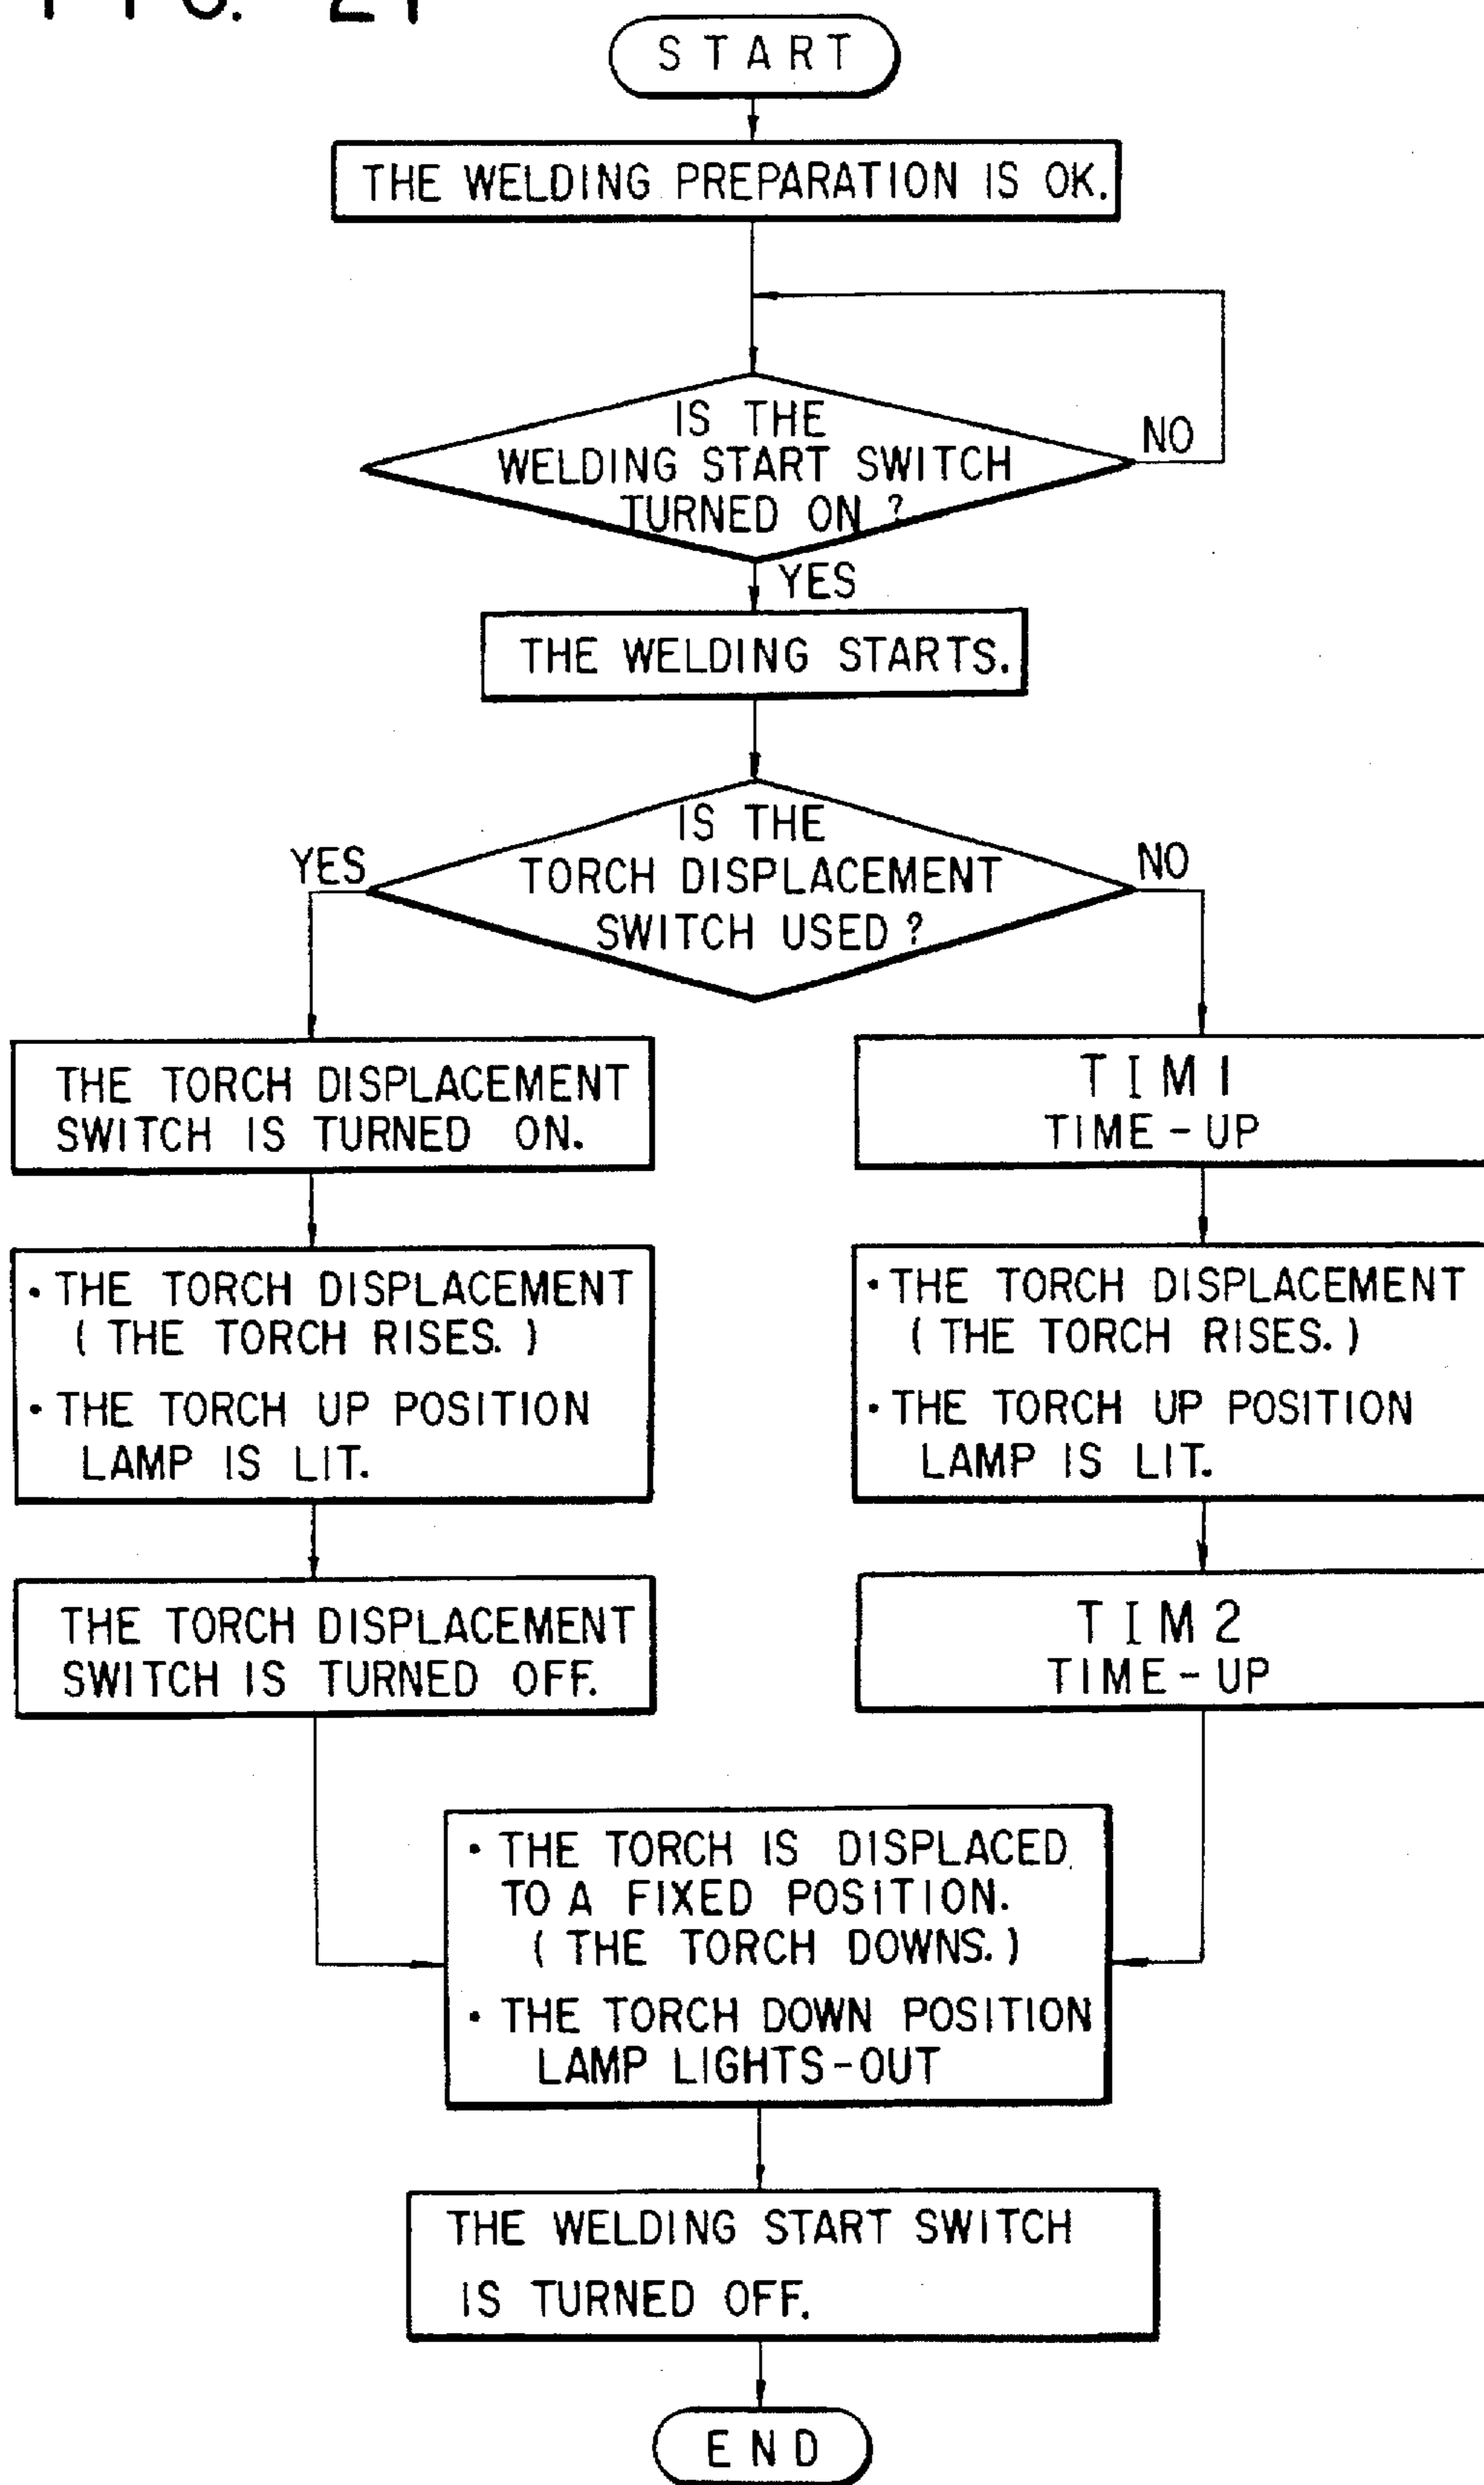 START
THE WELDING PREPARATION IS OK.
IS THE
WELDING START SWITCH
TURNED ON ?
NO
YES
THE WELDING STARTS.
IS THE
TORCH DISPLACEMENT
SWITCH USED ?
YES
NO
THE TORCH DISPLACEMENT
SWITCH IS TURNED ON.
• THE TORCH DISPLACEMENT
( THE TORCH RISES. )
• THE TORCH UP POSITION
LAMP IS LIT.
THE TORCH DISPLACEMENT
SWITCH IS TURNED OFF.
TIM1
TIME-UP
• THE TORCH DISPLACEMENT
( THE TORCH RISES. )
• THE TORCH UP POSITION
LAMP IS LIT.
TIM2
TIME-UP
• THE TORCH IS DISPLACED
TO A FIXED POSITION.
( THE TORCH DOWNS. )
• THE TORCH DOWN POSITION
LAMP LIGHTS-OUT
THE WELDING START SWITCH
IS TURNED OFF.
END